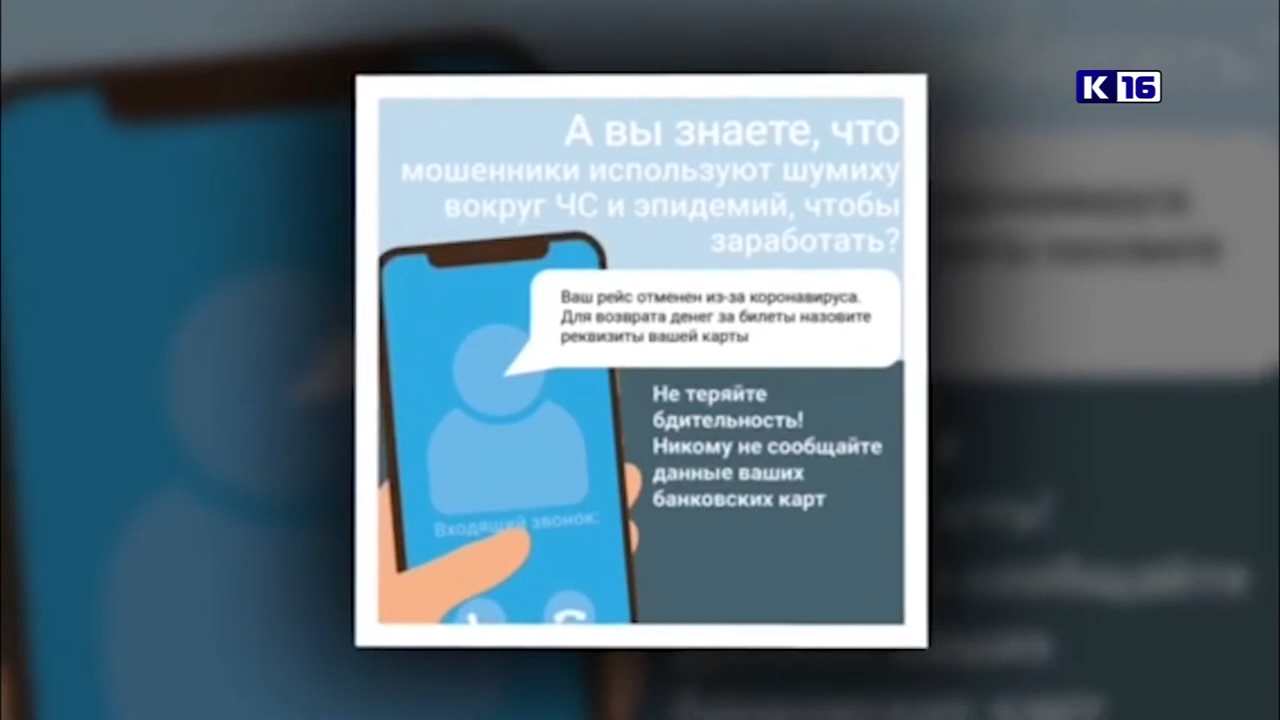 К 16
А вы знаете, что
мошенники используют шумиху
вокруг ЧС и эпидемий, чтобы
заработать?
Ваш рейс отменен из-за коронавируса.
Для возврата денег за билеты назовите
реквизиты вашей карты
Не теряйте
бдительность!
Никому не сообщайте
данные ваших
банковских карт
Входящий звонок: